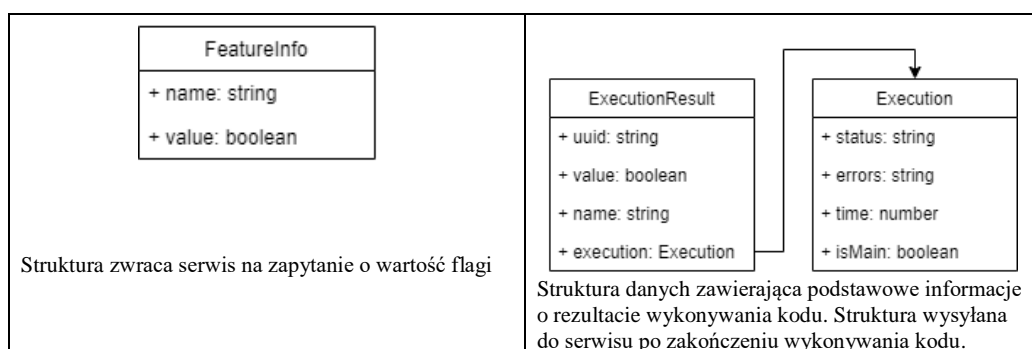 FeatureInfo
+ name: string
+ value: boolean
Struktura zwraca serwis na zapytanie o wartość flagi
ExecutionResult
+ uuid: string
+ value: boolean
+ name: string
+ execution: Execution
Execution
+ status: string
+ errors: string
+ time: number
+ isMain: boolean
Struktura danych zawierająca podstawowe informacje
o rezultacie wykonywania kodu. Struktura wysyłana
do serwisu po zakończeniu wykonywania kodu.